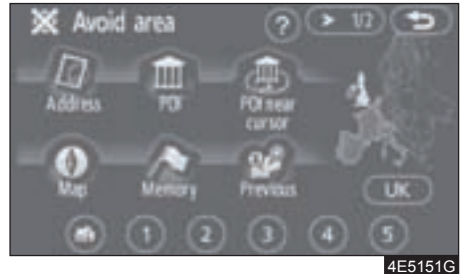 Avoid area ? 1/2
Address POI POI near cursor
Map Memory Previous
UK
1 2 3 4 5
4E5151G